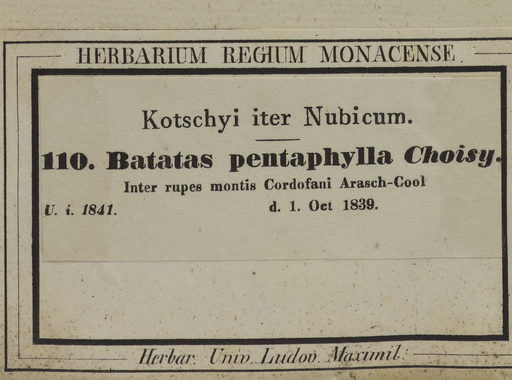 HERBARIUM REGIUM MONACENSE.
Kotschyi iter Nubicum.
110. Batatas pentaphylla Choisy.
Inter rupes montis Cordofani Arasch-Cool
U. i. 1841. d. 1. Oct 1839.
Herbar. Univ. Ludov. Maximil.